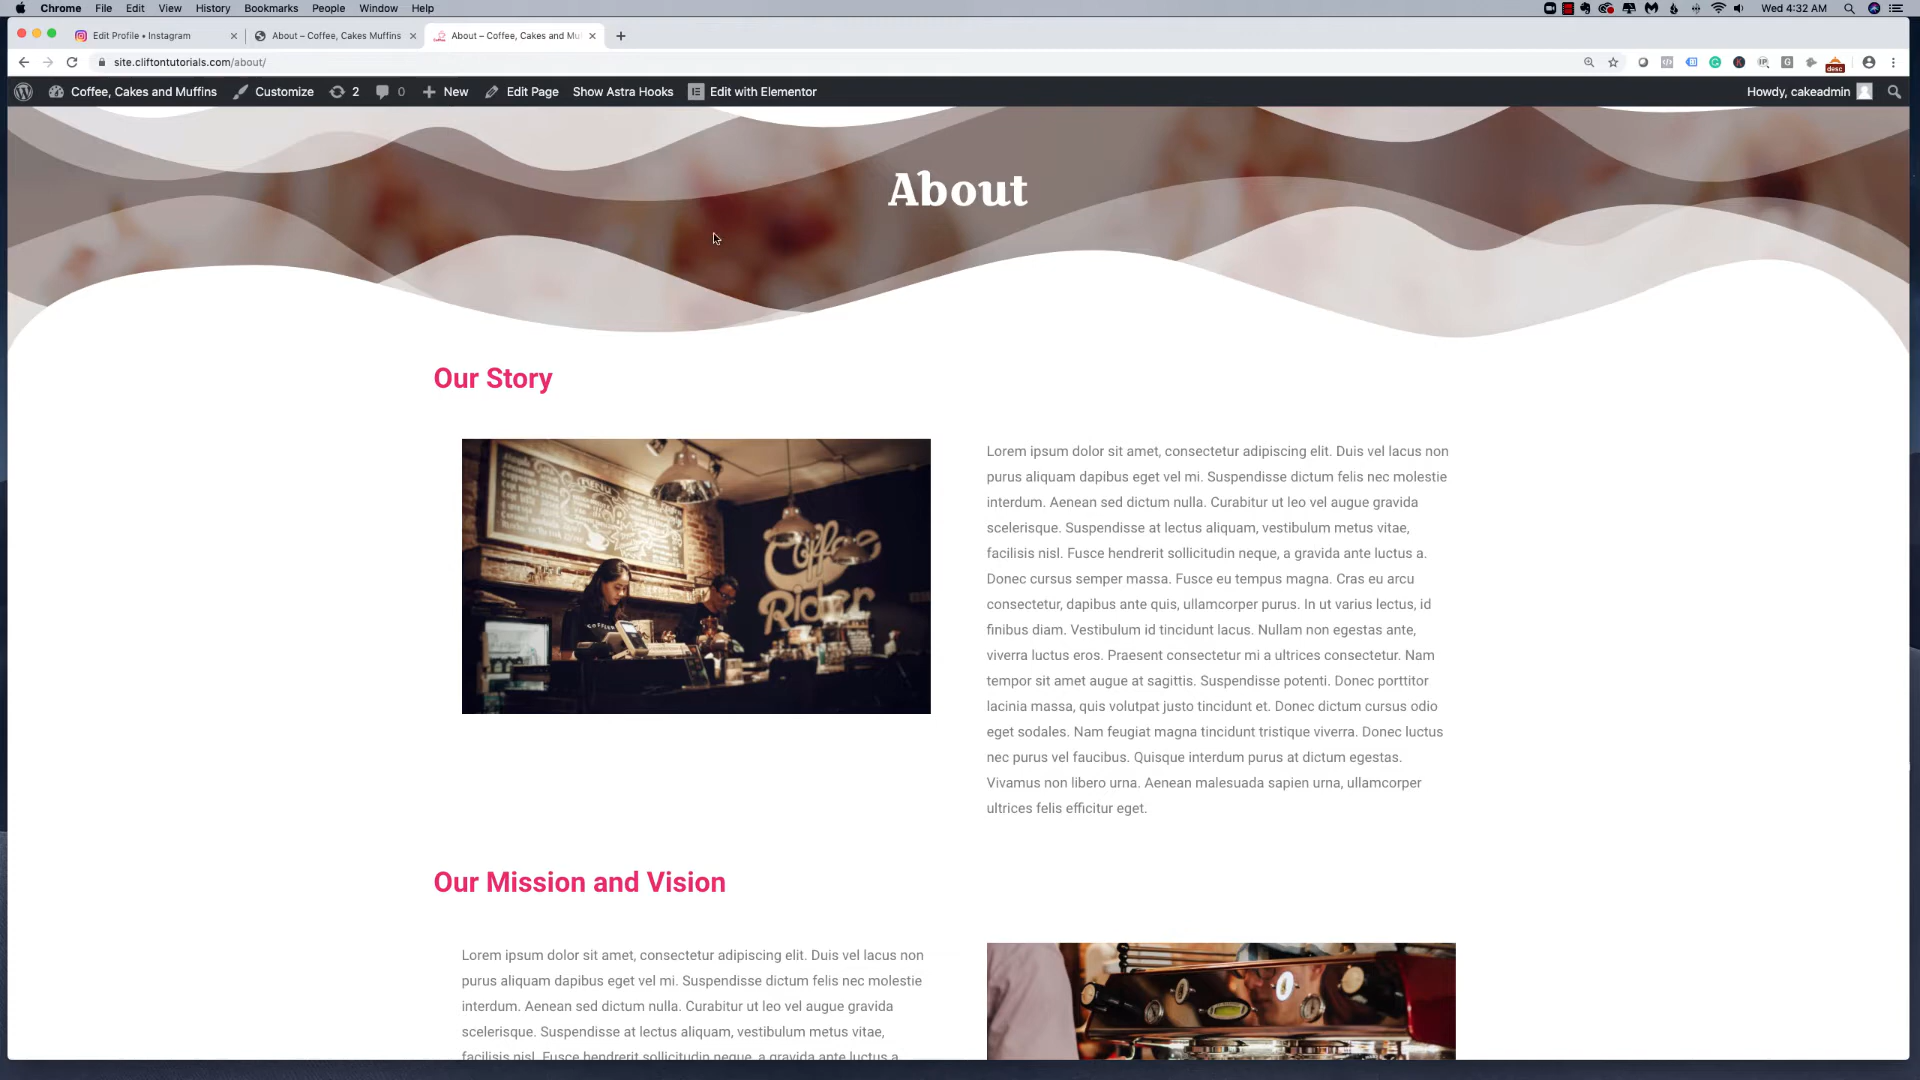 Chrome File Edit View History Bookmarks People Window Help Wed 4:32 AM
Edit Profile • Instagram About – Coffee, Cakes Muffins About – Coffee, Cakes and Mu
site.cliftontutorials.com/about/
Coffee, Cakes and Muffins Customize 2 0 New Edit Page Show Astra Hooks Edit with Elementor Howdy, cakeadmin
About
Our Story
Coffee
Rider
Lorem ipsum dolor sit amet, consectetur adipiscing elit. Duis vel lacus non
purus aliquam dapibus eget vel mi. Suspendisse dictum felis nec molestie
interdum. Aenean sed dictum nulla. Curabitur ut leo vel augue gravida
scelerisque. Suspendisse at lectus aliquam, vestibulum metus vitae,
facilisis nisl. Fusce hendrerit sollicitudin neque, a gravida ante luctus a.
Donec cursus semper massa. Fusce eu tempus magna. Cras eu arcu
consectetur, dapibus ante quis, ullamcorper purus. In ut varius lectus, id
finibus diam. Vestibulum id tincidunt lacus. Nullam non egestas ante,
viverra luctus eros. Praesent consectetur mi a ultrices consectetur. Nam
tempor sit amet augue at sagittis. Suspendisse potenti. Donec porttitor
lacinia massa, quis volutpat justo tincidunt et. Donec dictum cursus odio
eget sodales. Nam feugiat magna tincidunt tristique viverra. Donec luctus
nec purus vel faucibus. Quisque interdum purus at dictum egestas.
Vivamus non libero urna. Aenean malesuada sapien urna, ullamcorper
ultrices felis efficitur eget.
Our Mission and Vision
Lorem ipsum dolor sit amet, consectetur adipiscing elit. Duis vel lacus non
purus aliquam dapibus eget vel mi. Suspendisse dictum felis nec molestie
interdum. Aenean sed dictum nulla. Curabitur ut leo vel augue gravida
scelerisque. Suspendisse at lectus aliquam, vestibulum metus vitae,
facilisis nisl. Fusce hendrerit sollicitudin neque, a gravida ante luctus a